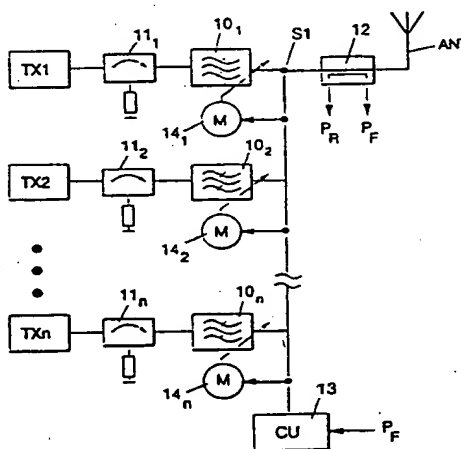 11₁ 10₁ S1 12
TX1
ANT
M
14₁
P_R P_F
11₂
10₂
TX2
M
14₂
11ₙ
10ₙ
TXn
M
14ₙ
13
CU
P_F